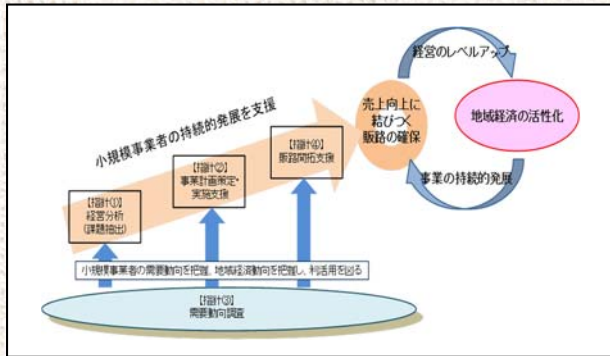 経営のレベルアップ
小規模事業者の持続的発展を支援
売上向上に
結びつく
販路の確保
地域経済の活性化
事業の持続的発展
【指針④】
販路開拓支援
【指針②】
事業計画策定・
実施支援
【指針①】
経営分析
(課題抽出)
小規模事業者の需要動向を把握、地域経済動向を把握し、利活用を図る
【指針③】
需要動向調査